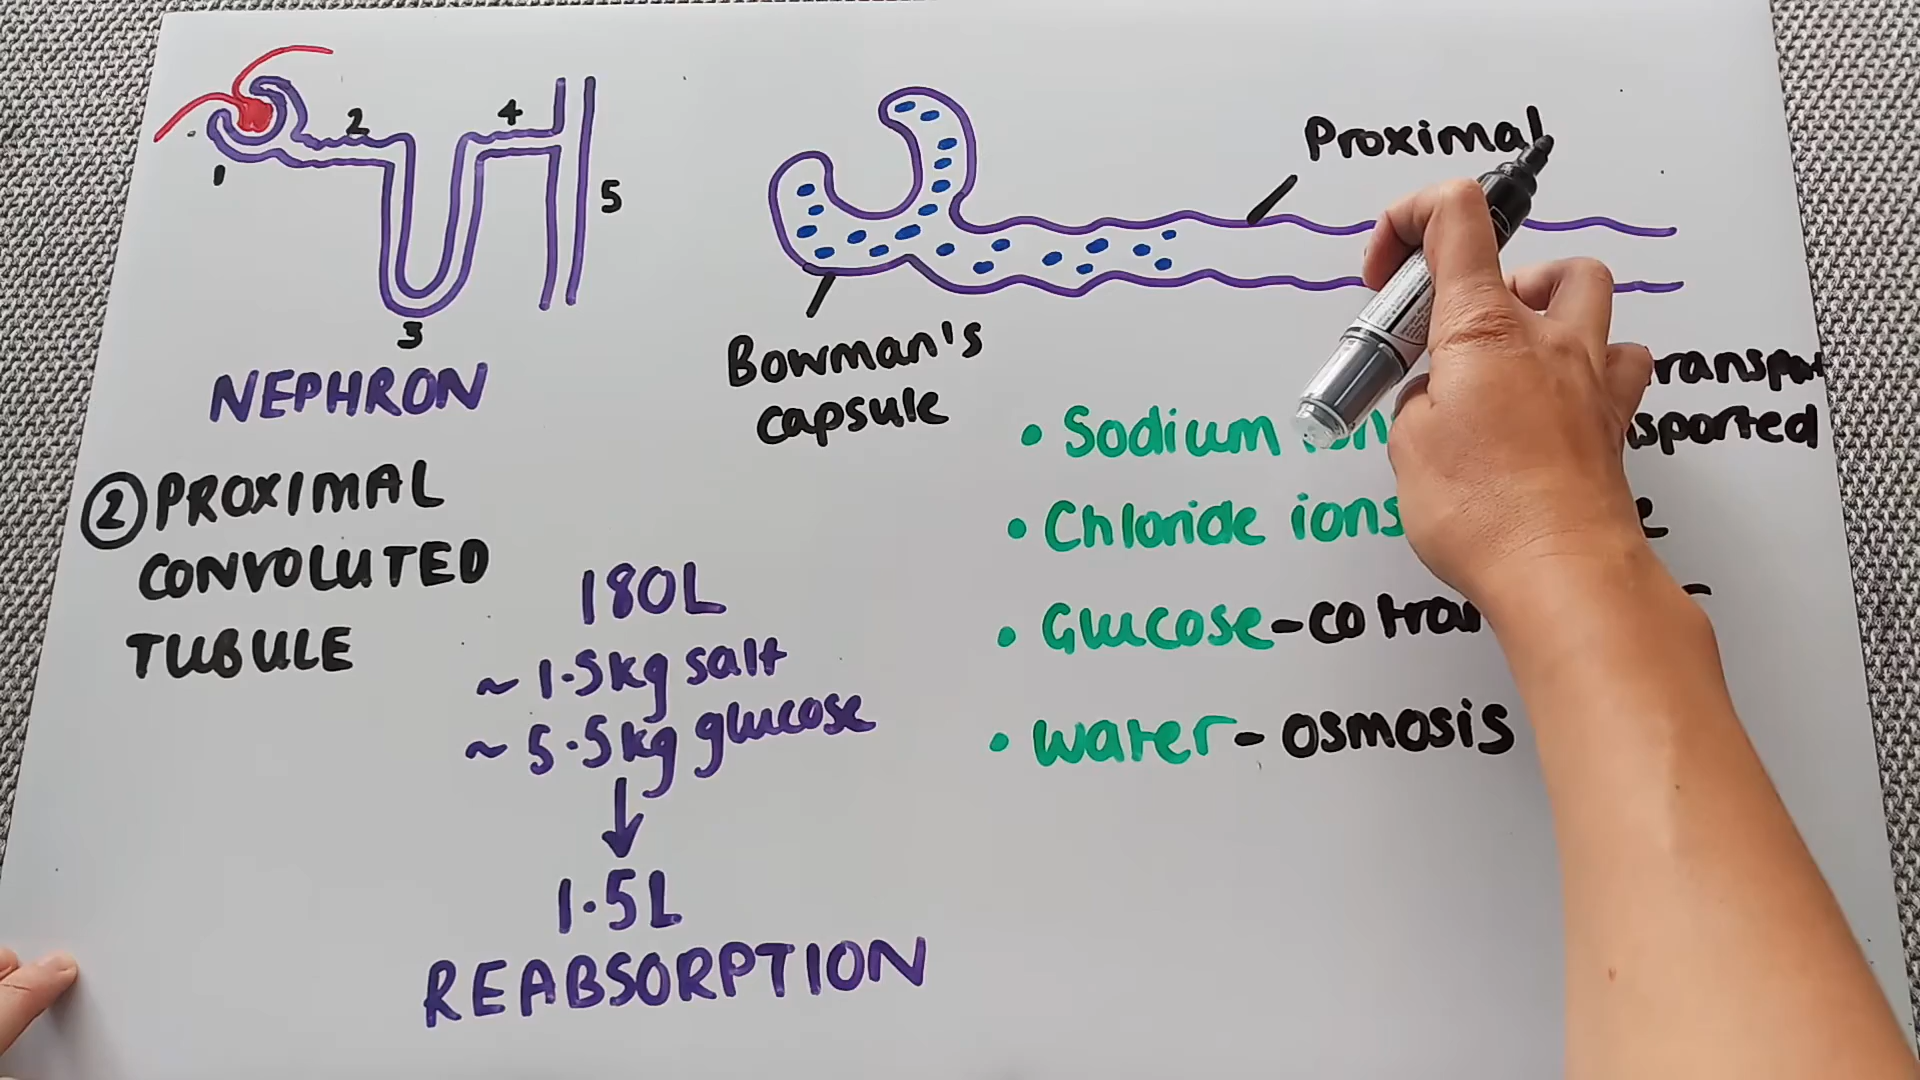 1
2
3
4
5
NEPHRON
② PROXIMAL
CONVOLUTED
TUBULE
180L
~ 1.5kg salt
~ 5.5kg glucose
↓
1.5L
REABSORPTION
Proximal
Bowman's
capsule
• Sodium
• Chloride ions
• Glucose-co
• water - osmosis